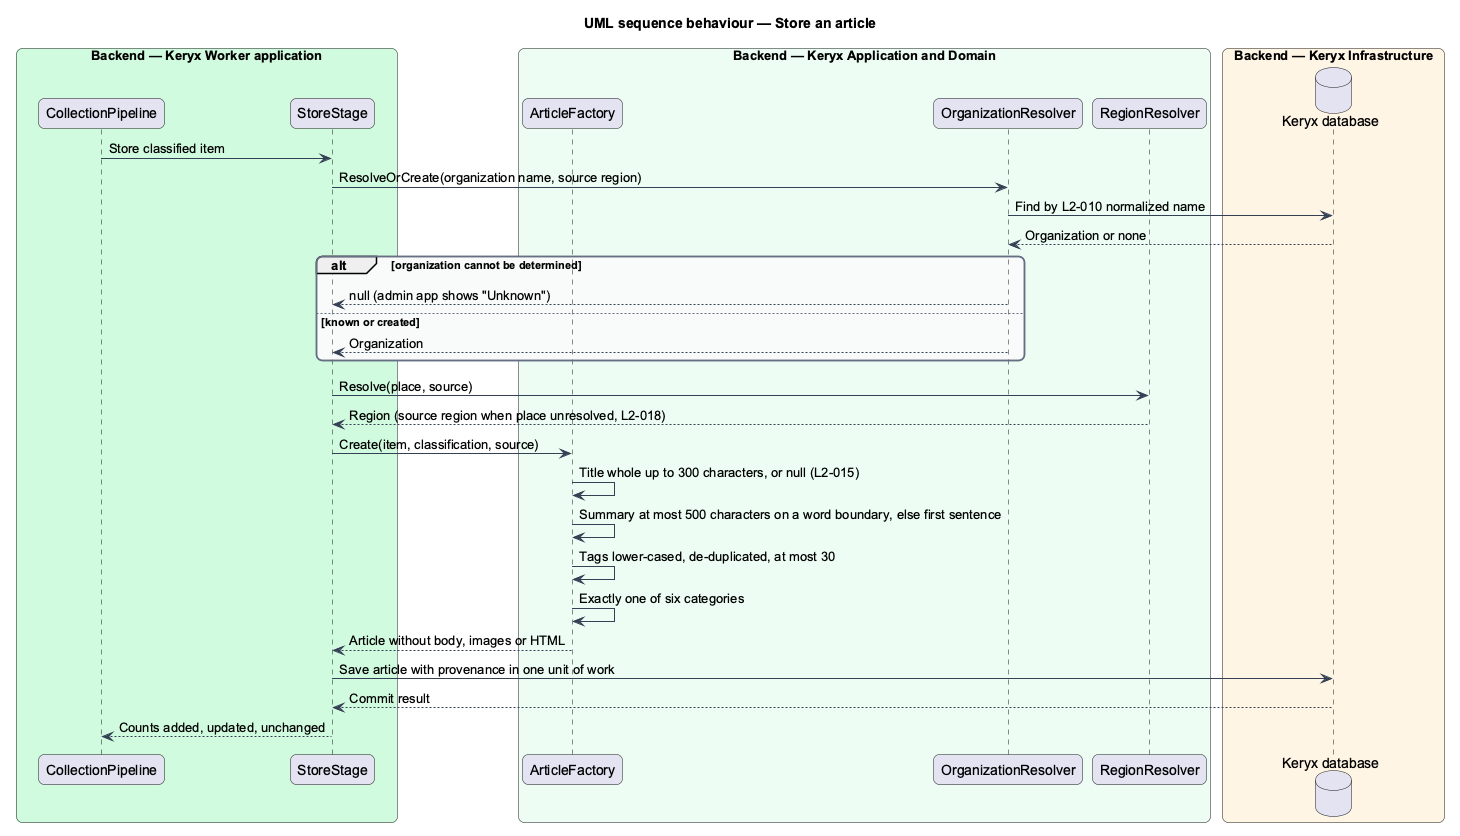 UML sequence behaviour — Store an article
Backend — Keryx Worker application
Backend — Keryx Application and Domain
Backend — Keryx Infrastructure
CollectionPipeline
StoreStage
ArticleFactory
OrganizationResolver
RegionResolver
Keryx database
Store classified item
ResolveOrCreate(organization name, source region)
Find by L2-010 normalized name
Organization or none
alt
[organization cannot be determined]
null (admin app shows "Unknown")
[known or created]
Organization
Resolve(place, source)
Region (source region when place unresolved, L2-018)
Create(item, classification, source)
Title whole up to 300 characters, or null (L2-015)
Summary at most 500 characters on a word boundary, else first sentence
Tags lower-cased, de-duplicated, at most 30
Exactly one of six categories
Article without body, images or HTML
Save article with provenance in one unit of work
Commit result
Counts added, updated, unchanged
CollectionPipeline
StoreStage
ArticleFactory
OrganizationResolver
RegionResolver
Keryx database